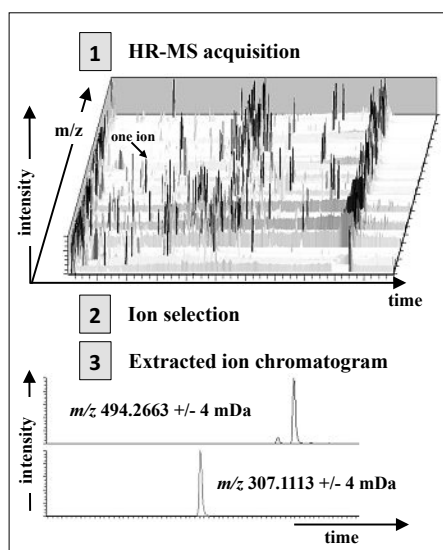 1 HR-MS acquisition
m/z
one ion
intensity
time
2 Ion selection
3 Extracted ion chromatogram
m/z 494.2663 +/- 4 mDa
intensity
m/z 307.1113 +/- 4 mDa
time